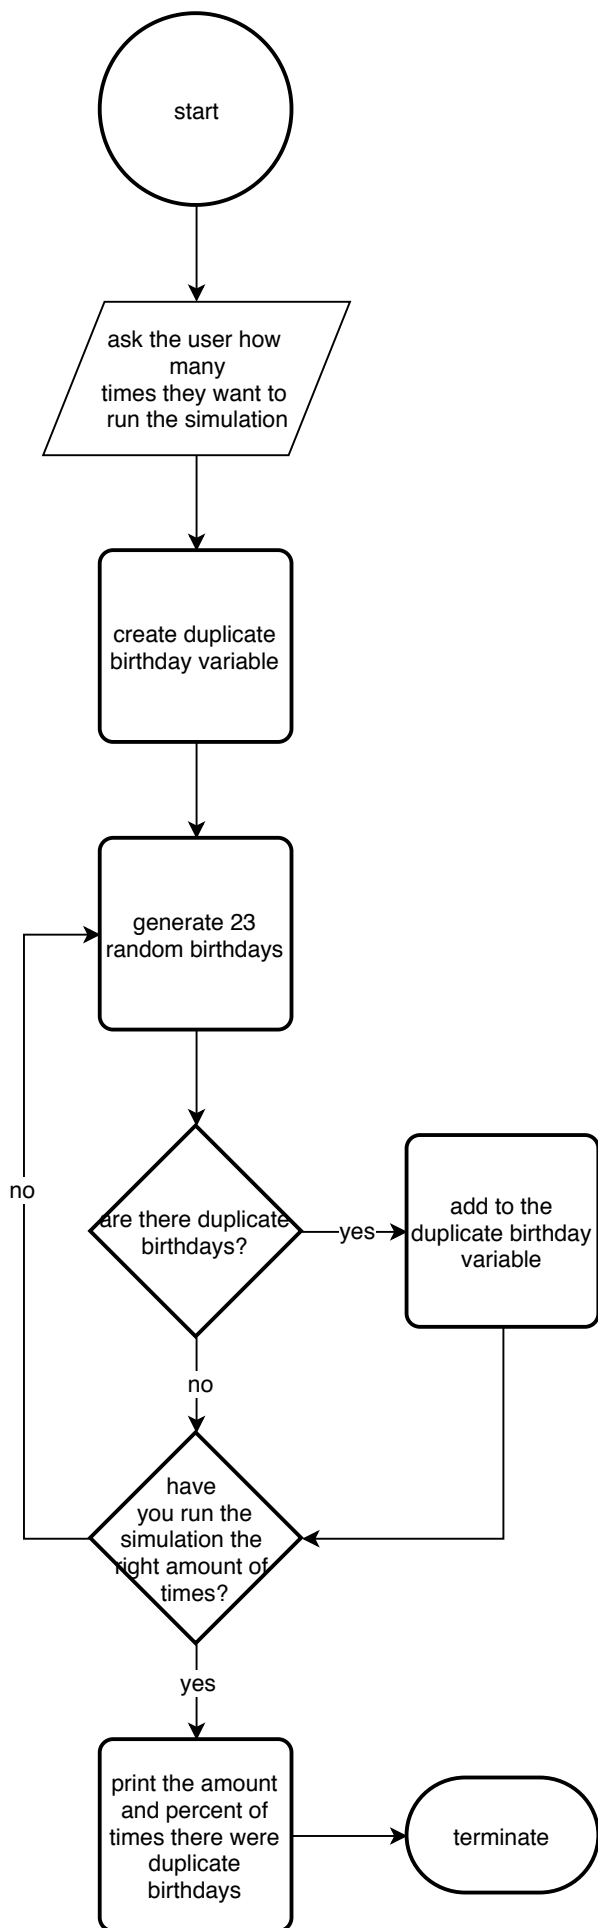 start
ask the user how
many
times they want to
run the simulation
create duplicate
birthday variable
generate 23
random birthdays
no
are there duplicate
birthdays?
yes
add to the
duplicate birthday
variable
no
have
you run the
simulation the
right amount of
times?
yes
print the amount
and percent of
times there were
duplicate
birthdays
terminate